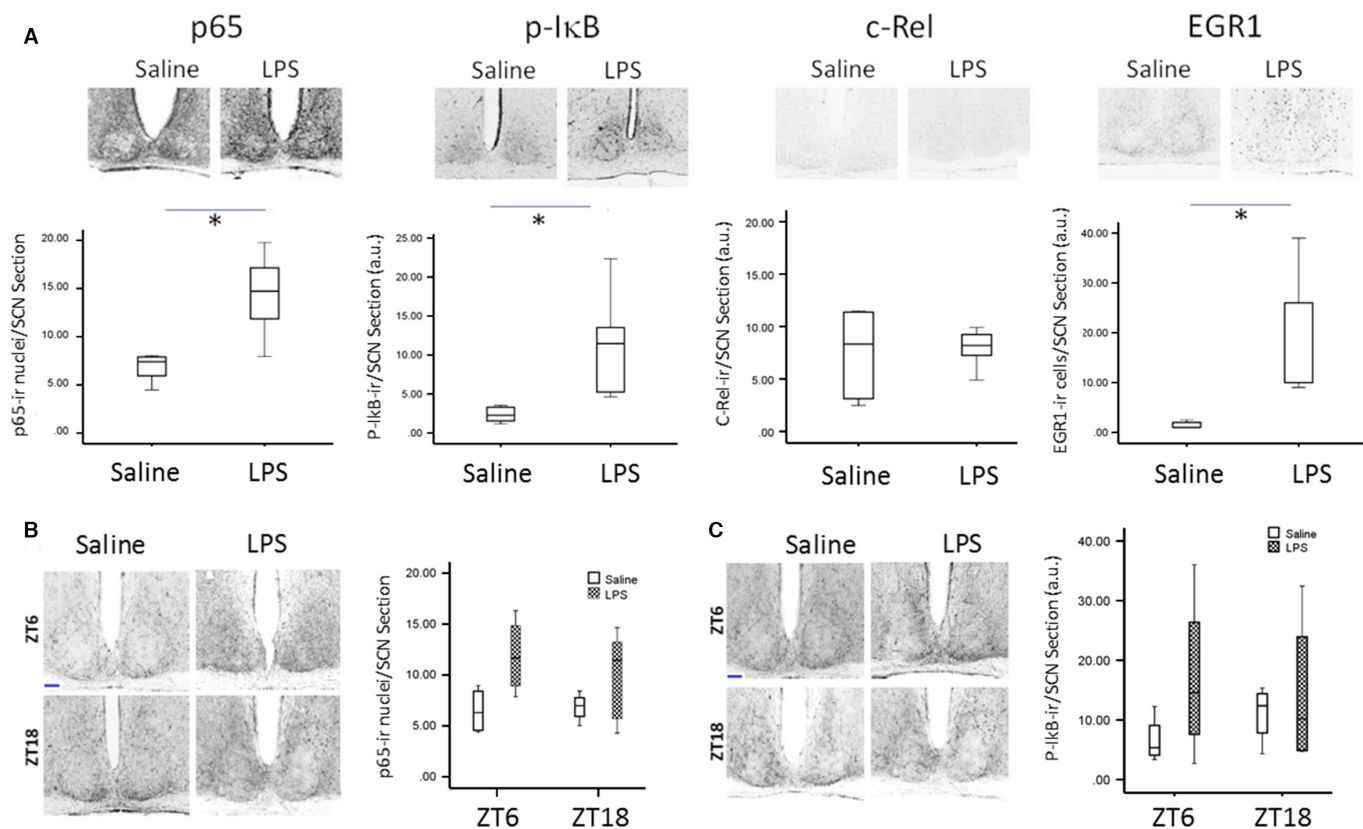 A
p65
p-IκB
c-Rel
EGR1
Saline LPS
Saline LPS
Saline LPS
Saline LPS
*
*
*
p65-ir nuclei/SCN Section
20.00
15.00
10.00
5.00
.00
Saline LPS
P-IkB-ir/SCN Section (a.u.)
25.00
20.00
15.00
10.00
5.00
.00
Saline LPS
C-Rel-ir/SCN Section (a.u.)
20.00
15.00
10.00
5.00
.00
Saline LPS
EGR1-ir cells/SCN Section (a.u.)
40.00
30.00
20.00
10.00
.00
Saline LPS
B
Saline LPS
ZT6
ZT18
p65-ir nuclei/SCN Section
20.00
15.00
10.00
5.00
.00
Saline
LPS
ZT6 ZT18
C
Saline LPS
ZT6
ZT18
P-IkB-ir/SCN Section (a.u.)
40.00
30.00
20.00
10.00
.00
Saline
LPS
ZT6 ZT18